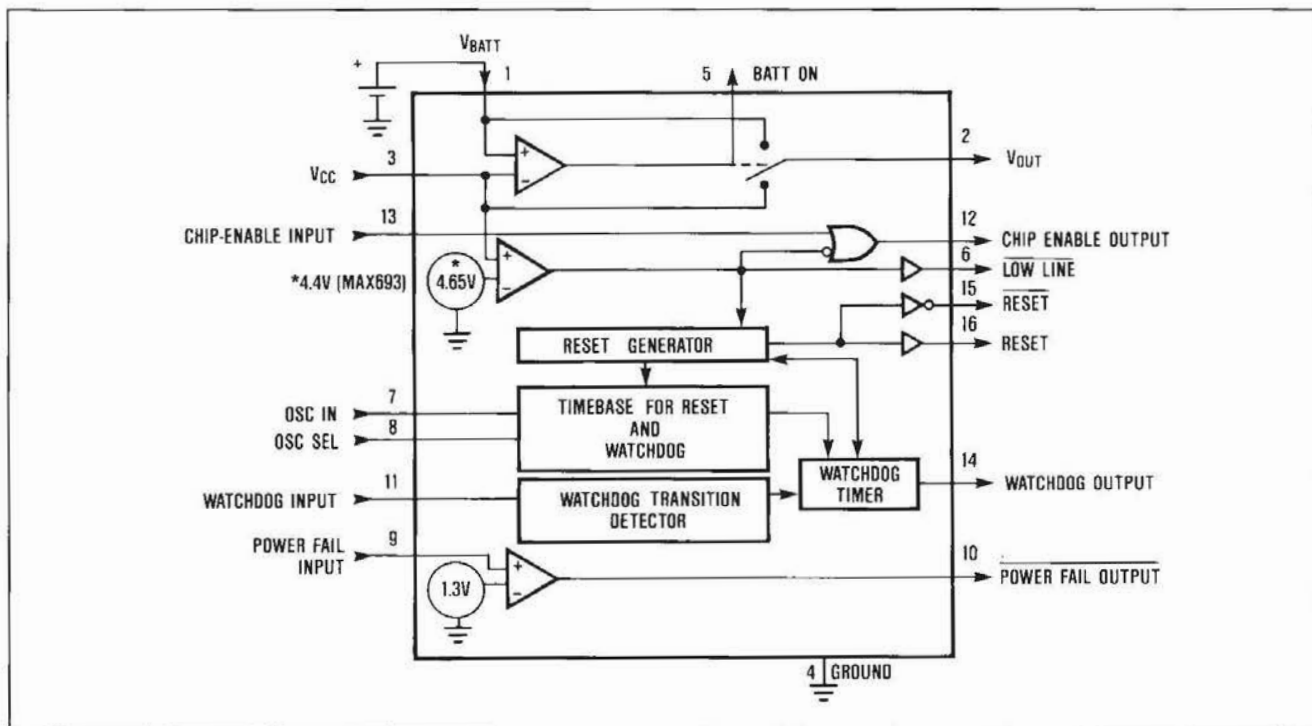 VBATT
+
1
5 BATT ON
3
VCC
+
−
2
VOUT
13
CHIP-ENABLE INPUT
12
CHIP ENABLE OUTPUT
*4.4V (MAX693)
*
4.65V
+
−
6
LOW LINE
15
RESET
16
RESET
RESET GENERATOR
7
OSC IN
8
OSC SEL
TIMEBASE FOR RESET
AND
WATCHDOG
11
WATCHDOG INPUT
WATCHDOG TRANSITION
DETECTOR
WATCHDOG
TIMER
14
WATCHDOG OUTPUT
9
POWER FAIL
INPUT
1.3V
+
−
10
POWER FAIL OUTPUT
4 GROUND